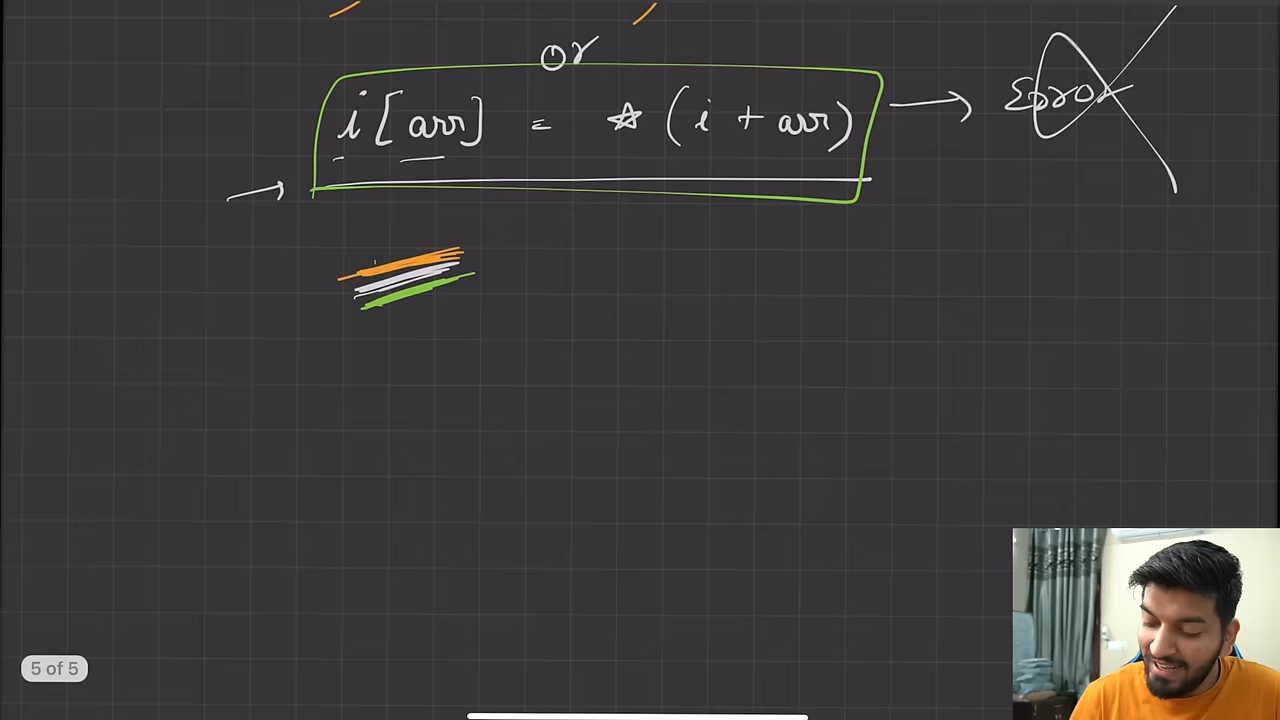 or
i[arr] = *(i + arr) → Error
→
5 of 5